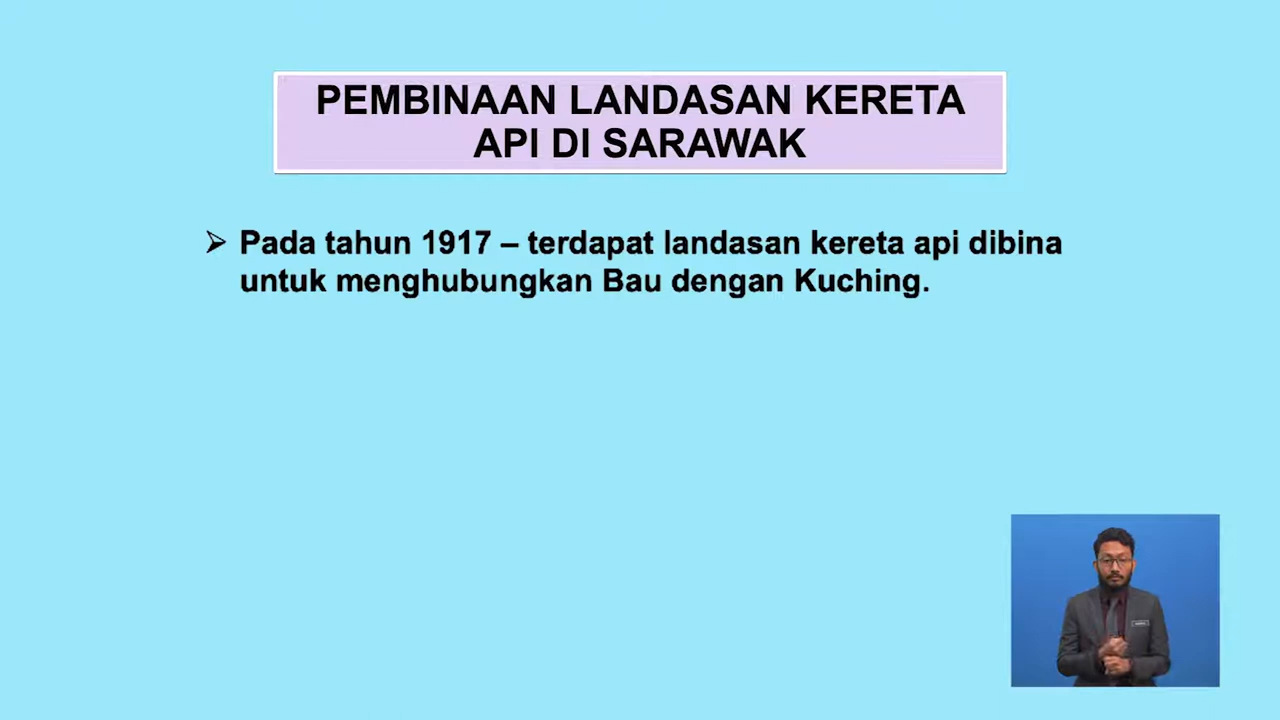 PEMBINAAN LANDASAN KERETA
API DI SARAWAK
➢ Pada tahun 1917 – terdapat landasan kereta api dibina
untuk menghubungkan Bau dengan Kuching.